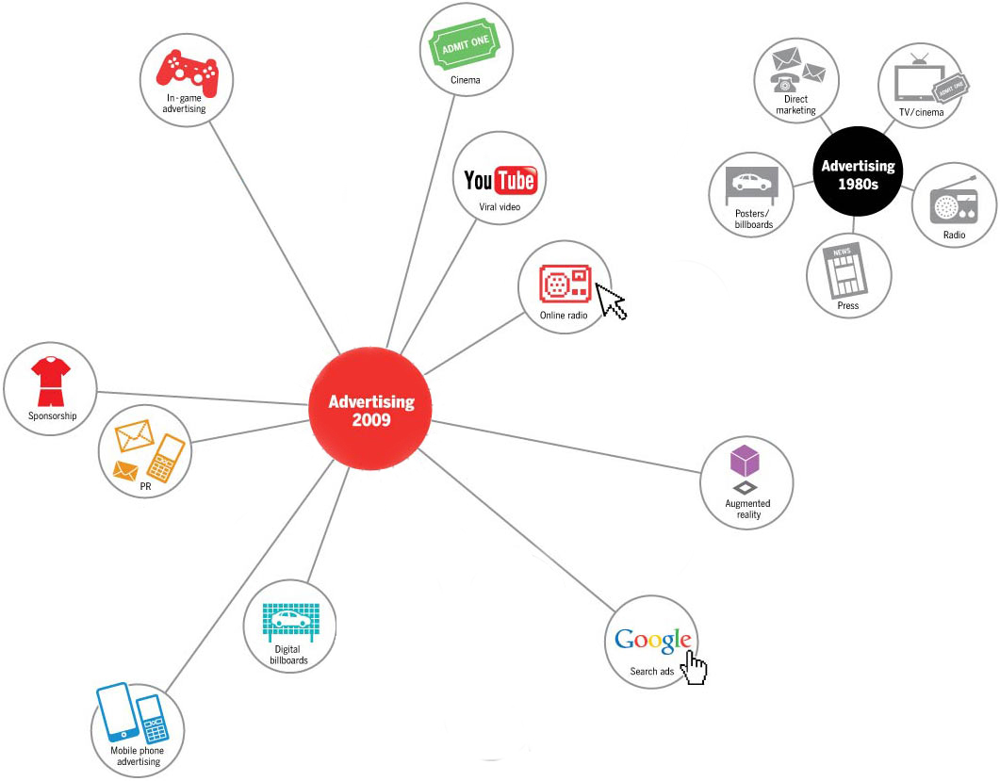 In-game
advertising
ADMIT ONE
Cinema
YouTube
Viral video
Online radio
Sponsorship
PR
Advertising
2009
Augmented
reality
Digital
billboards
Google
Search ads
Mobile phone
advertising
Direct
marketing
ADMIT ONE
TV/cinema
Advertising
1980s
Posters/
billboards
Radio
NEWS
Press